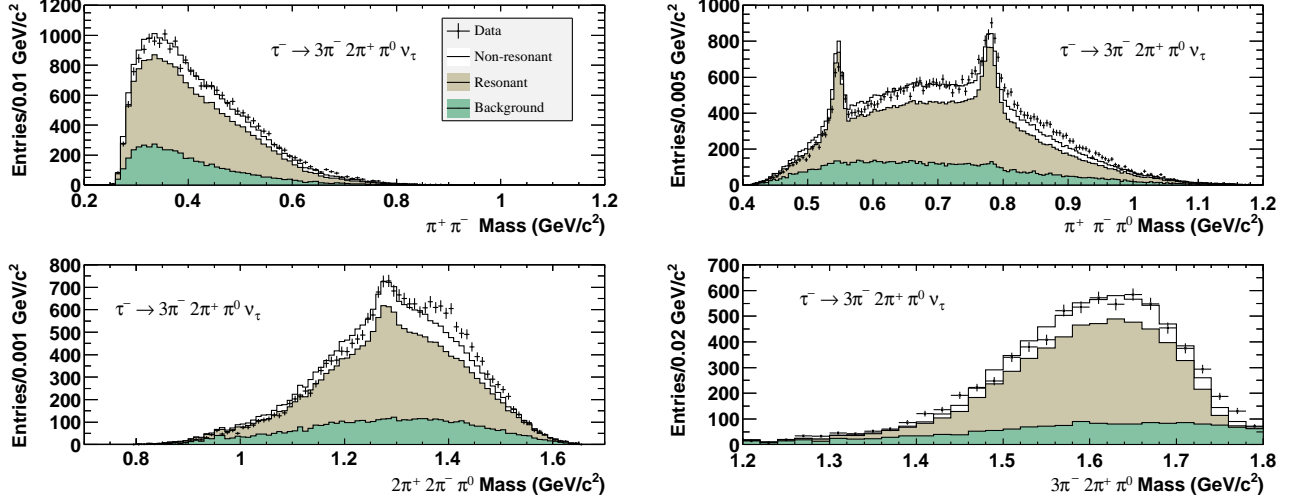 Entries/0.01 GeV/c²
1200
1000
800
600
400
200
0
τ⁻ → 3π⁻ 2π⁺ π⁰ ν_τ
Data
Non-resonant
Resonant
Background
0.2 0.4 0.6 0.8 1 1.2
π⁺ π⁻ Mass (GeV/c²)
Entries/0.005 GeV/c²
1000
800
600
400
200
0
τ⁻ → 3π⁻ 2π⁺ π⁰ ν_τ
0.4 0.5 0.6 0.7 0.8 0.9 1 1.1 1.2
π⁺ π⁻ π⁰ Mass (GeV/c²)
Entries/0.001 GeV/c²
800
700
600
500
400
300
200
100
0
τ⁻ → 3π⁻ 2π⁺ π⁰ ν_τ
0.8 1 1.2 1.4 1.6
2π⁺ 2π⁻ π⁰ Mass (GeV/c²)
Entries/0.02 GeV/c²
700
600
500
400
300
200
100
0
τ⁻ → 3π⁻ 2π⁺ π⁰ ν_τ
1.2 1.3 1.4 1.5 1.6 1.7 1.8
3π⁻ 2π⁺ π⁰ Mass (GeV/c²)